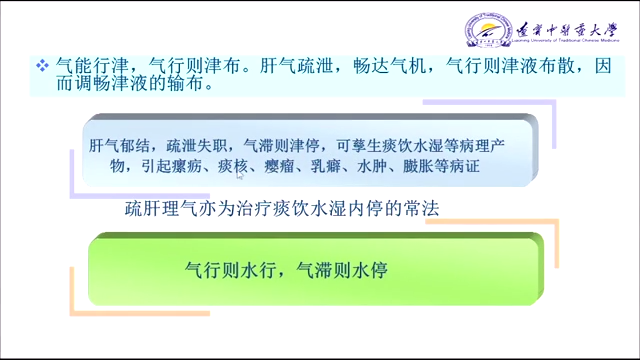 辽宁中医药大学
Liaoning University of Traditional Chinese Medicine
气能行津，气行则津布。肝气疏泄，畅达气机，气行则津液布散，因
而调畅津液的输布。
肝气郁结，疏泄失职，气滞则津停，可孳生痰饮水湿等病理产
物，引起瘰疬、痰核、瘿瘤、乳癖、水肿、臌胀等病证
疏肝理气亦为治疗痰饮水湿内停的常法
气行则水行，气滞则水停